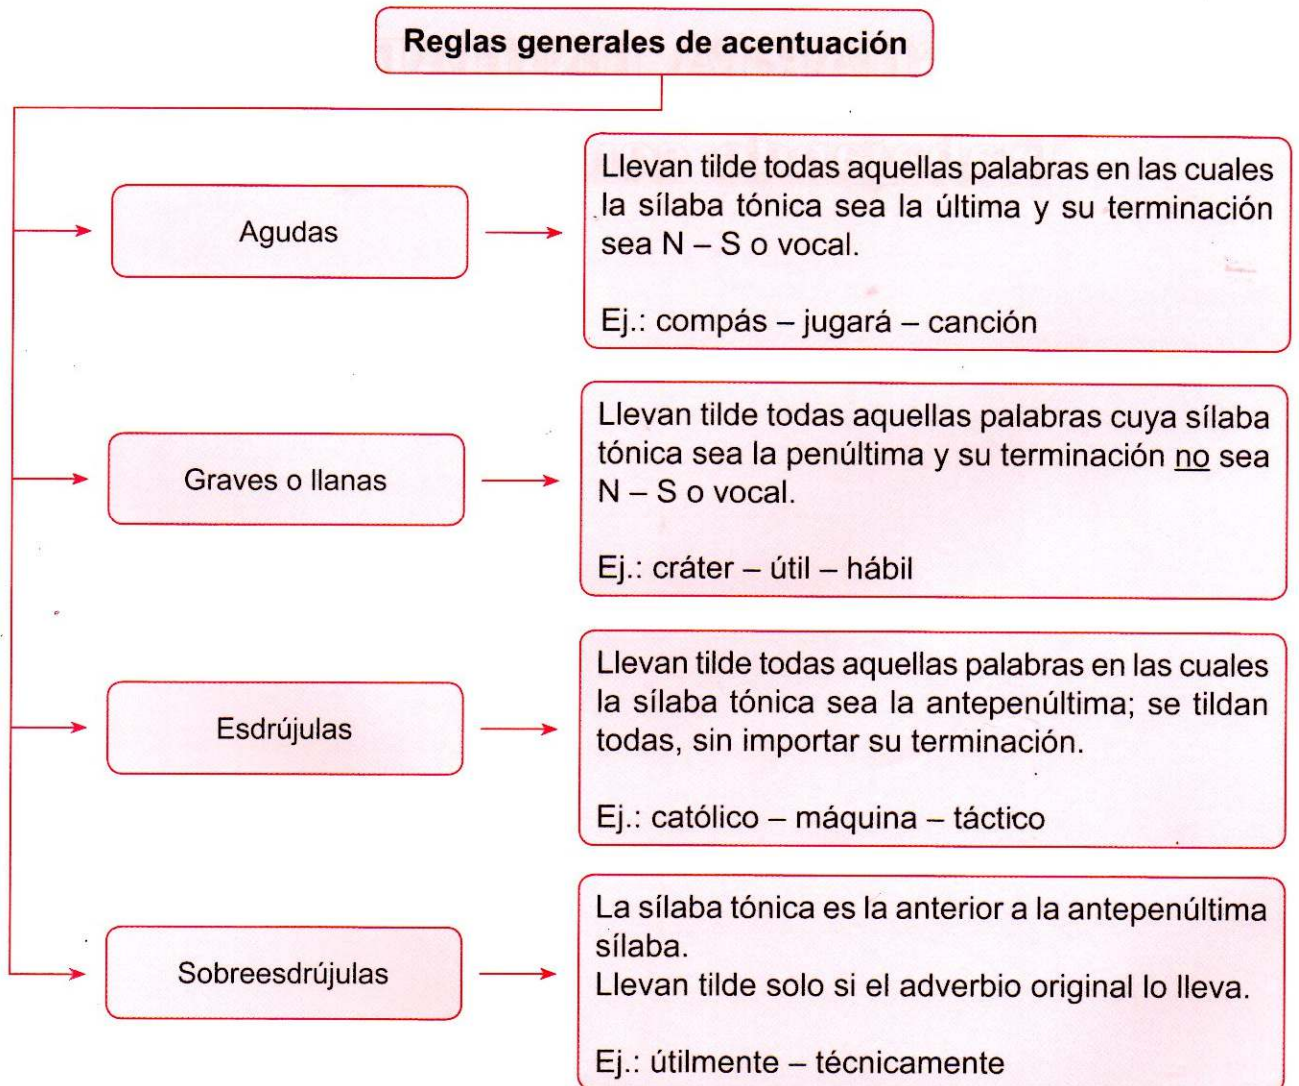 Reglas generales de acentuación
Agudas
Llevan tilde todas aquellas palabras en las cuales
la sílaba tónica sea la última y su terminación
sea N – S o vocal.
Ej.: compás – jugará – canción
Graves o llanas
Llevan tilde todas aquellas palabras cuya sílaba
tónica sea la penúltima y su terminación no sea
N – S o vocal.
Ej.: cráter – útil – hábil
Esdrújulas
Llevan tilde todas aquellas palabras en las cuales
la sílaba tónica sea la antepenúltima; se tildan
todas, sin importar su terminación.
Ej.: católico – máquina – táctico
Sobreesdrújulas
La sílaba tónica es la anterior a la antepenúltima
sílaba.
Llevan tilde solo si el adverbio original lo lleva.
Ej.: útilmente – técnicamente